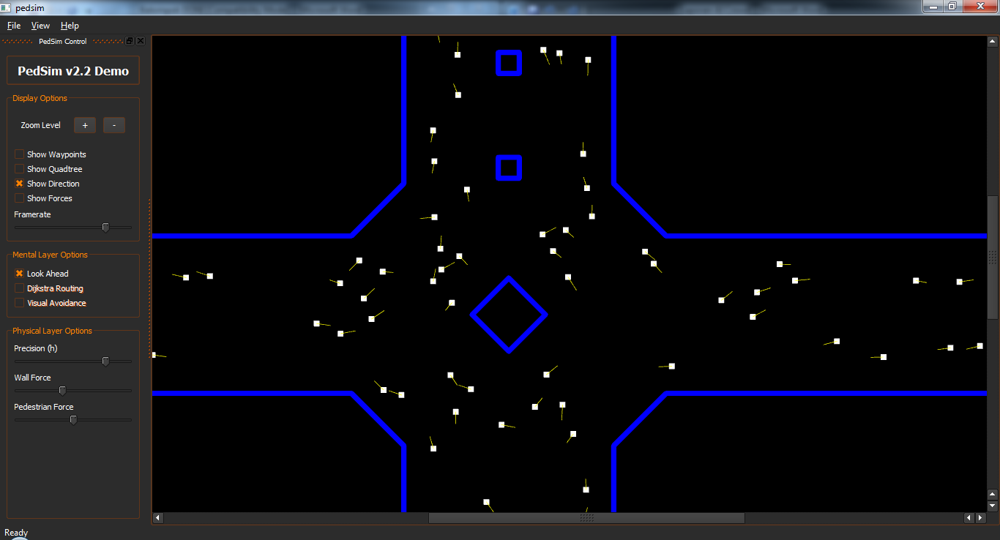 pedsim
File View Help
PedSim Control
PedSim v2.2 Demo
Display Options
Zoom Level + -
Show Waypoints
Show Quadtree
Show Direction
Show Forces
Framerate
Mental Layer Options
Look Ahead
Dijkstra Routing
Visual Avoidance
Physical Layer Options
Precision (h)
Wall Force
Pedestrian Force
Ready